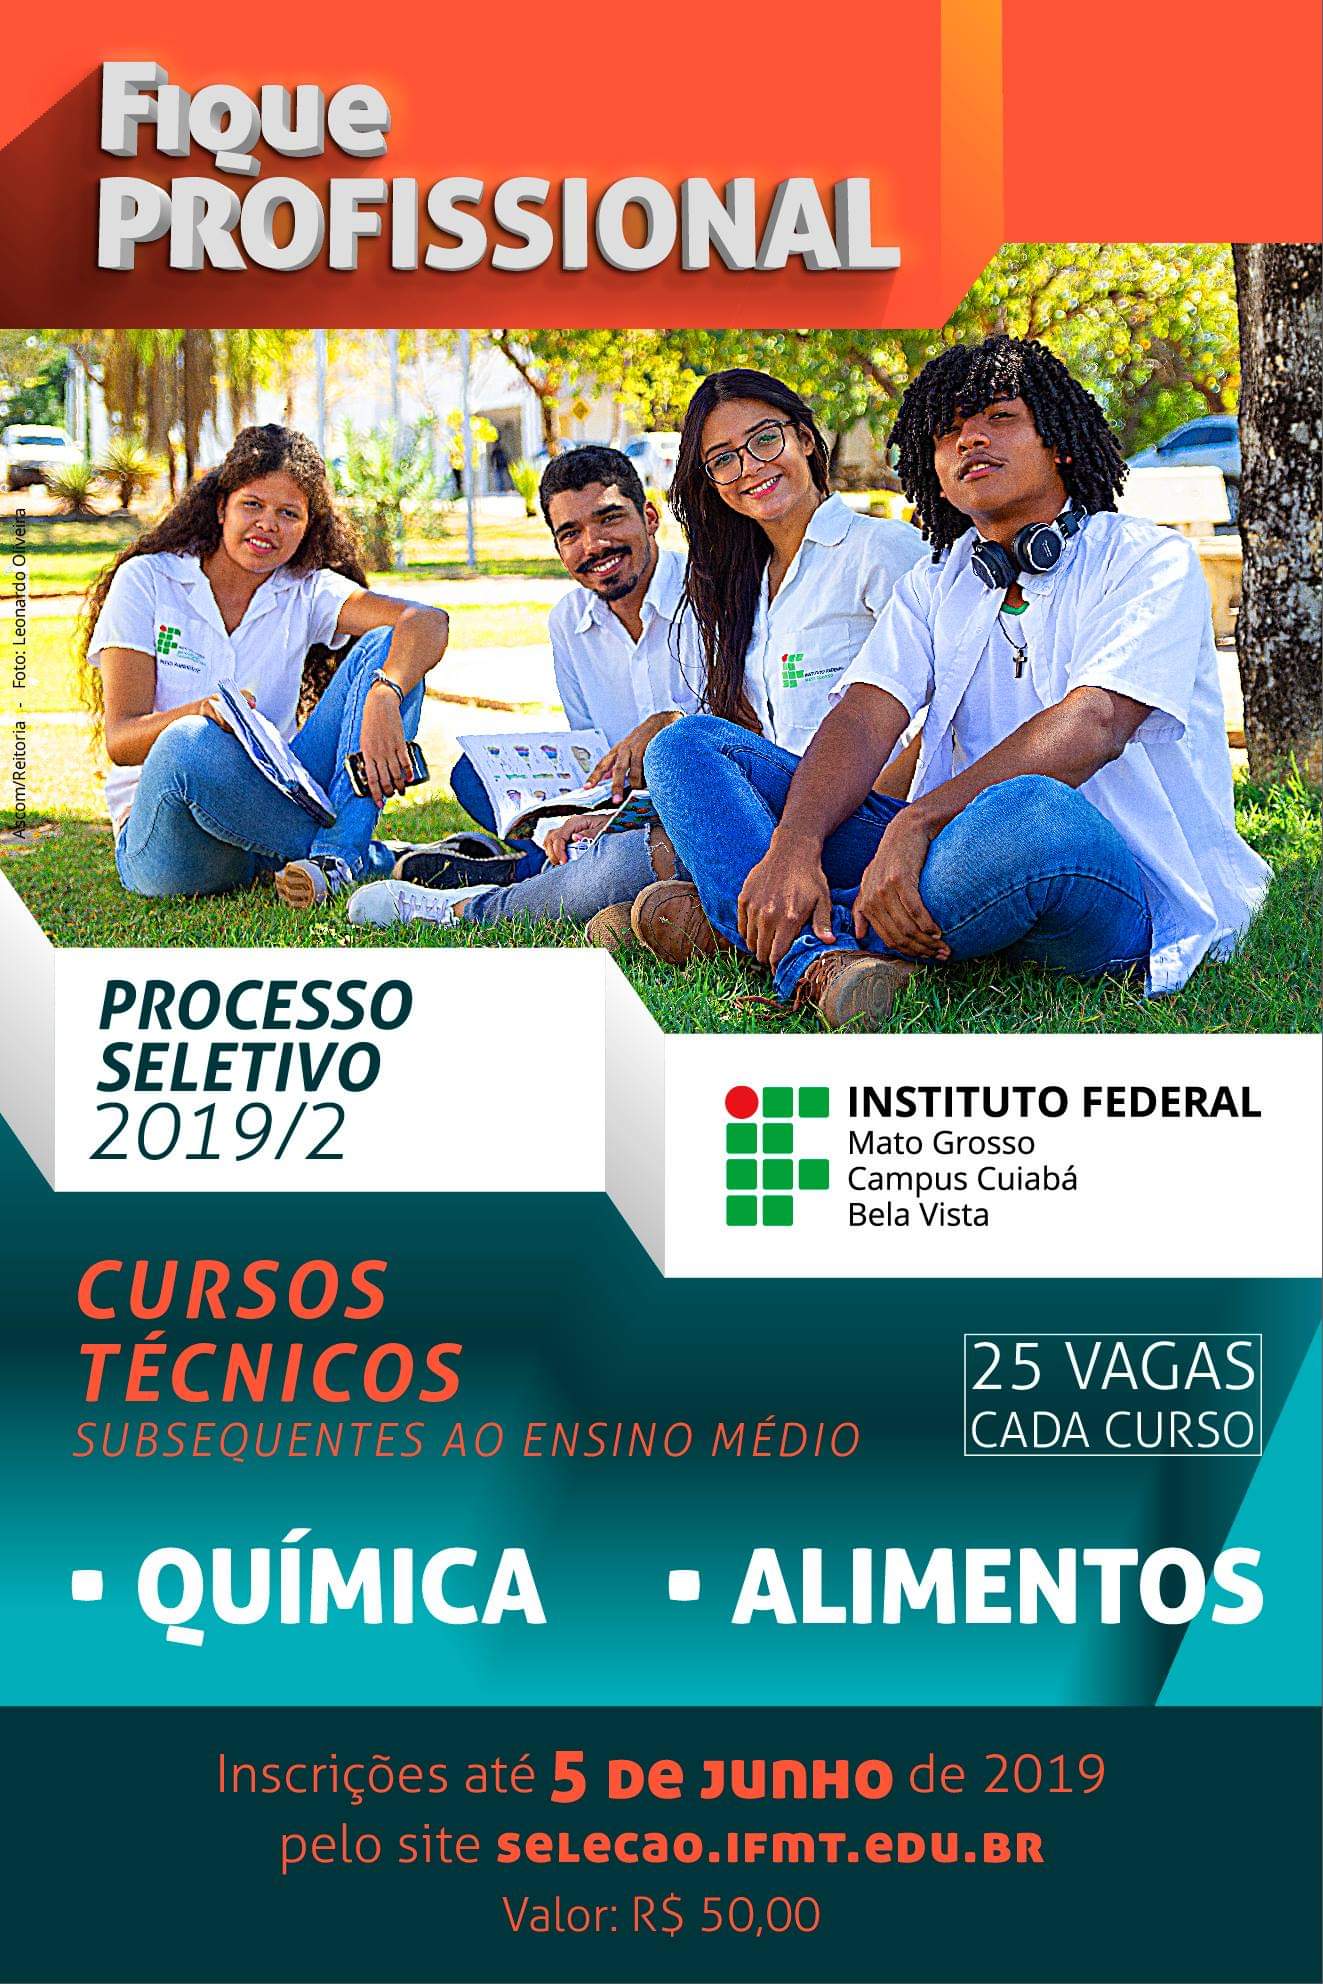 Fique
PROFISSIONAL
Ascom/Reitoria - Foto: Leonardo Oliveira
INSTITUTO FEDERAL
PROCESSO
SELETIVO
2019/2
INSTITUTO FEDERAL
Mato Grosso
Campus Cuiabá
Bela Vista
CURSOS
TÉCNICOS
SUBSEQUENTES AO ENSINO MÉDIO
25 VAGAS
CADA CURSO
▪ QUÍMICA
▪ ALIMENTOS
Inscrições até 5 DE JUNHO de 2019
pelo site SELECAO.IFMT.EDU.BR
Valor: R$ 50,00